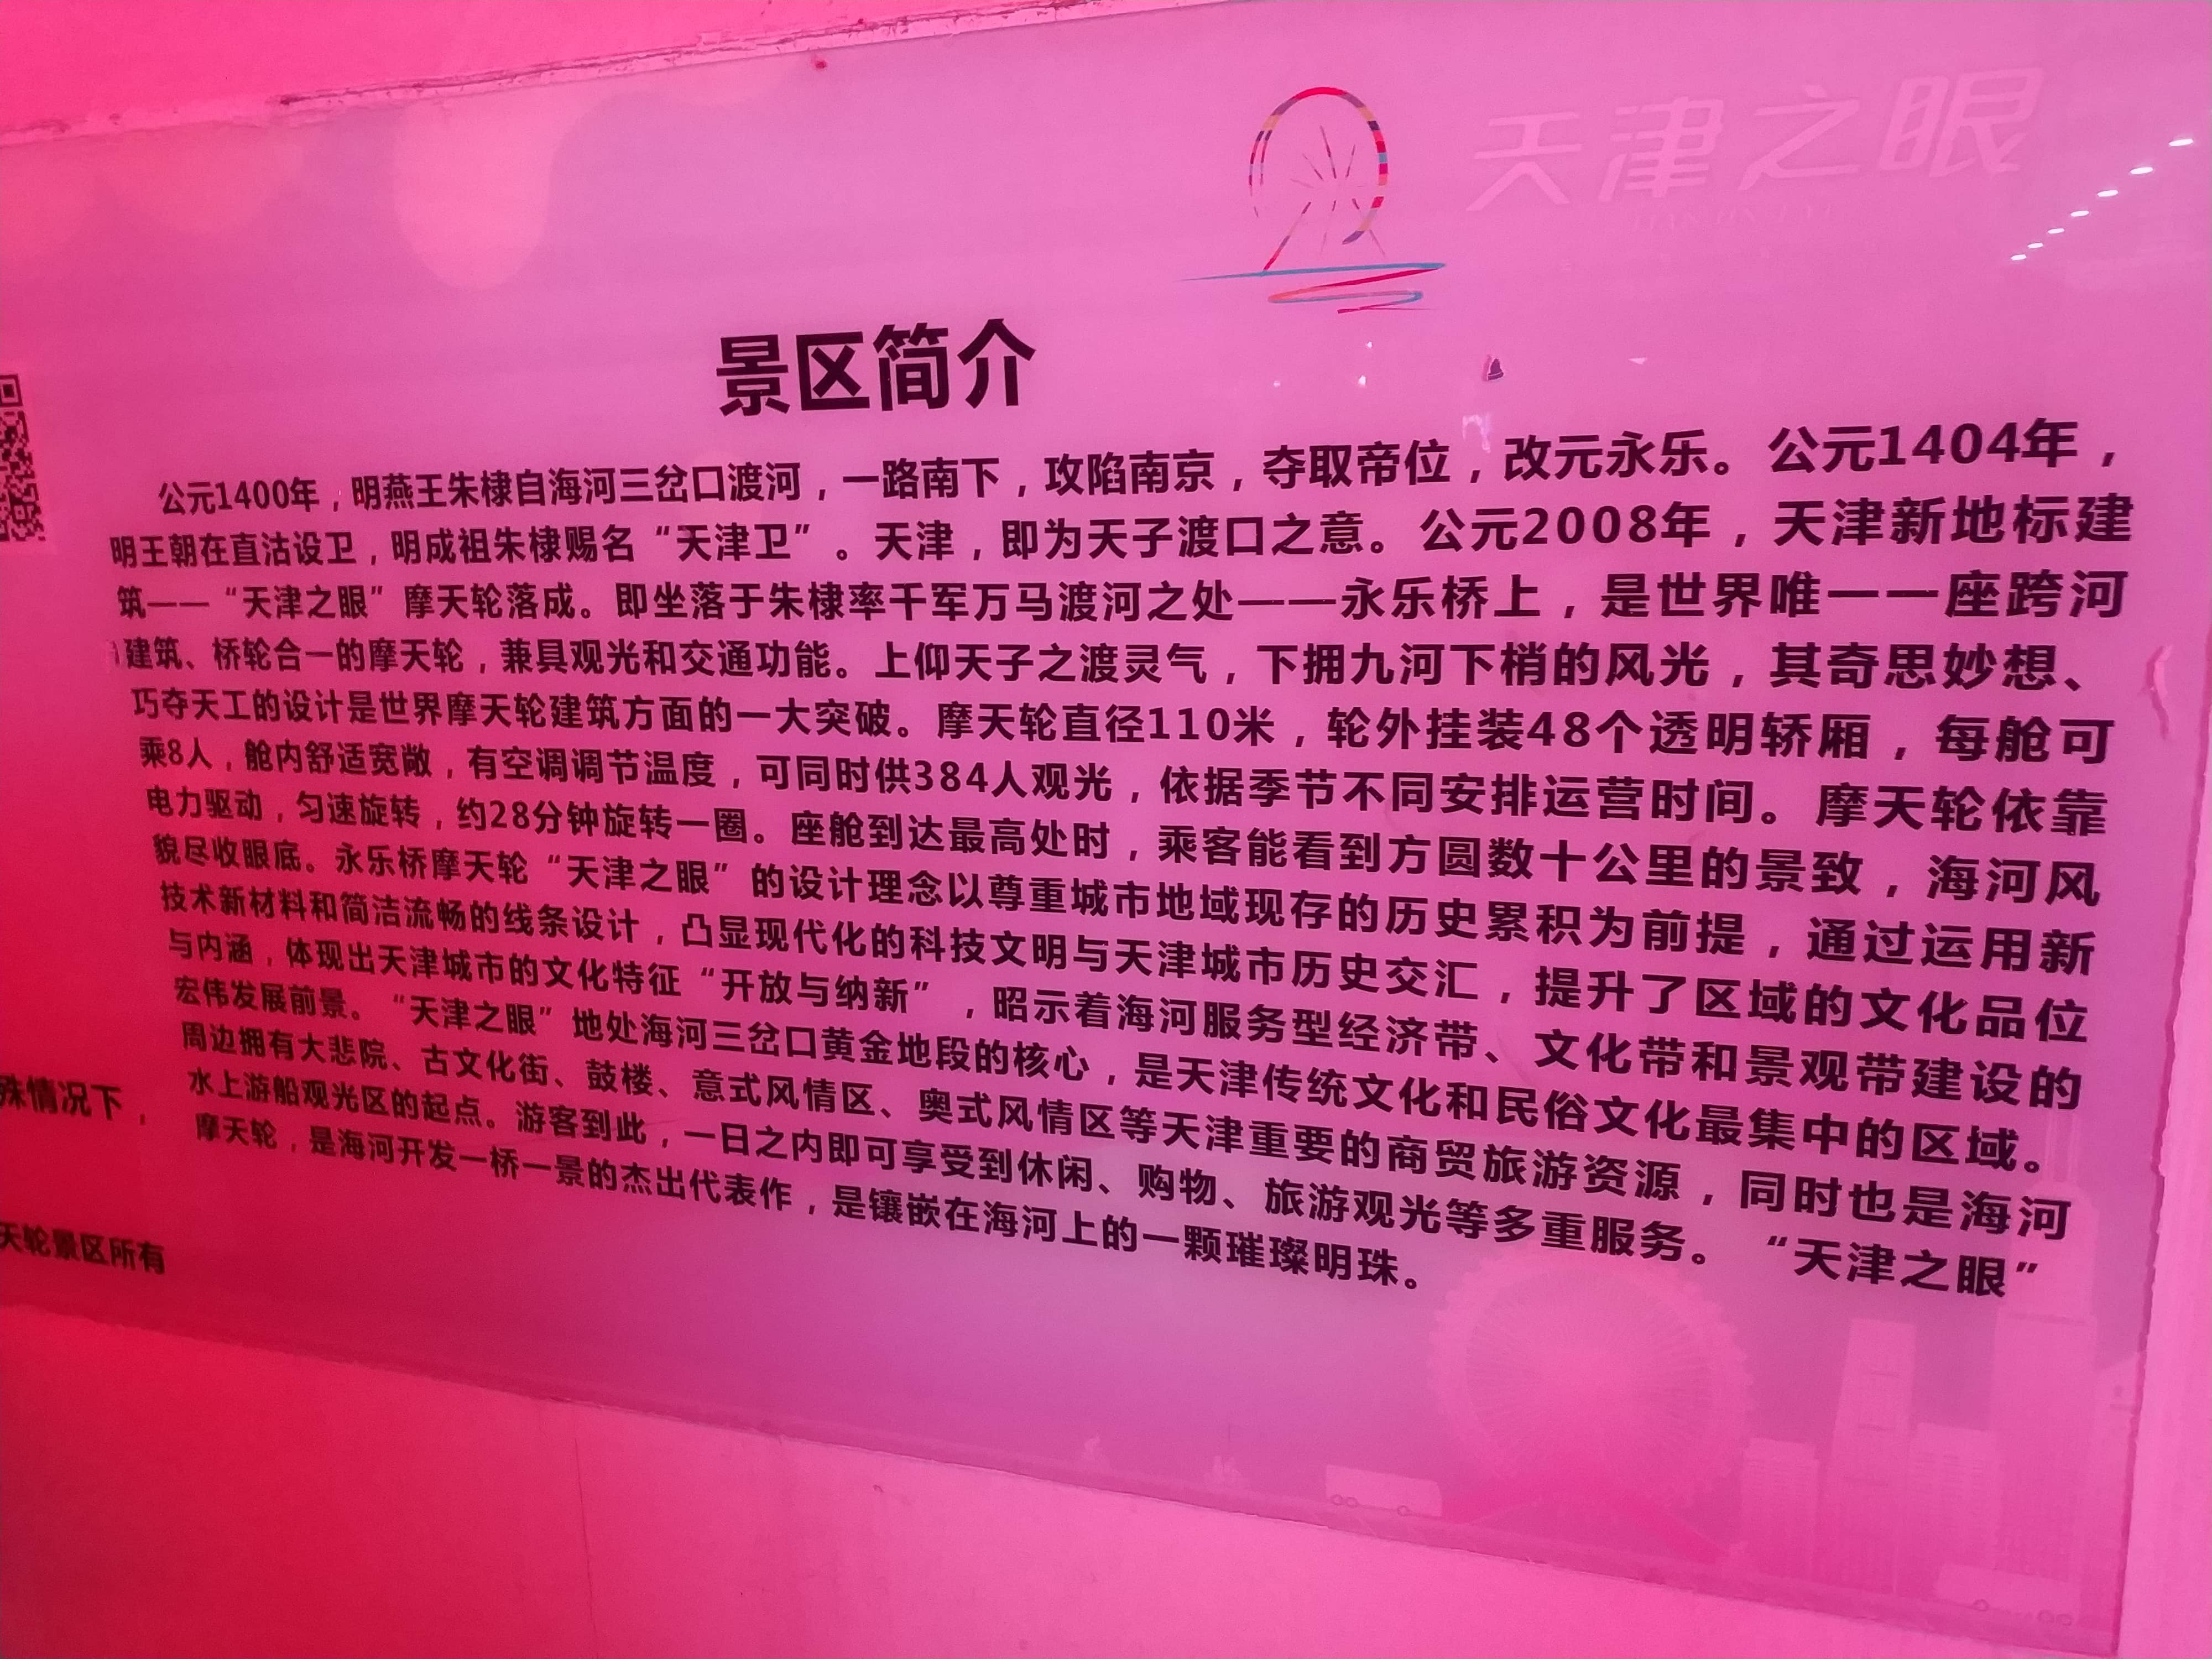 天津之眼
景区简介
公元1400年，明燕王朱棣自海河三岔口渡河，一路南下，攻陷南京，夺取帝位，改元永乐。公元1404年，
明王朝在直沽设卫，明成祖朱棣赐名“天津卫”。天津，即为天子渡口之意。公元2008年，天津新地标建
筑——“天津之眼”摩天轮落成。即坐落于朱棣率千军万马渡河之处——永乐桥上，是世界唯一一座跨河
建筑、桥轮合一的摩天轮，兼具观光和交通功能。上仰天子之渡灵气，下拥九河下梢的风光，其奇思妙想、
巧夺天工的设计是世界摩天轮建筑方面的一大突破。摩天轮直径110米，轮外挂装48个透明轿厢，每舱可
乘8人，舱内舒适宽敞，有空调调节温度，可同时供384人观光，依据季节不同安排运营时间。摩天轮依靠
电力驱动，匀速旋转，约28分钟旋转一圈。座舱到达最高处时，乘客能看到方圆数十公里的景致，海河风
貌尽收眼底。永乐桥摩天轮“天津之眼”的设计理念以尊重城市地域现存的历史累积为前提，通过运用新
技术新材料和简洁流畅的线条设计，凸显现代化的科技文明与天津城市历史交汇，提升了区域的文化品位
与内涵，体现出天津城市的文化特征“开放与纳新”，昭示着海河服务型经济带、文化带和景观带建设的
宏伟发展前景。“天津之眼”地处海河三岔口黄金地段的核心，是天津传统文化和民俗文化最集中的区域。
周边拥有大悲院、古文化街、鼓楼、意式风情区、奥式风情区等天津重要的商贸旅游资源，同时也是海河
水上游船观光区的起点。游客到此，一日之内即可享受到休闲、购物、旅游观光等多重服务。“天津之眼”
摩天轮，是海河开发一桥一景的杰出代表作，是镶嵌在海河上的一颗璀璨明珠。
殊情况下，
天轮景区所有